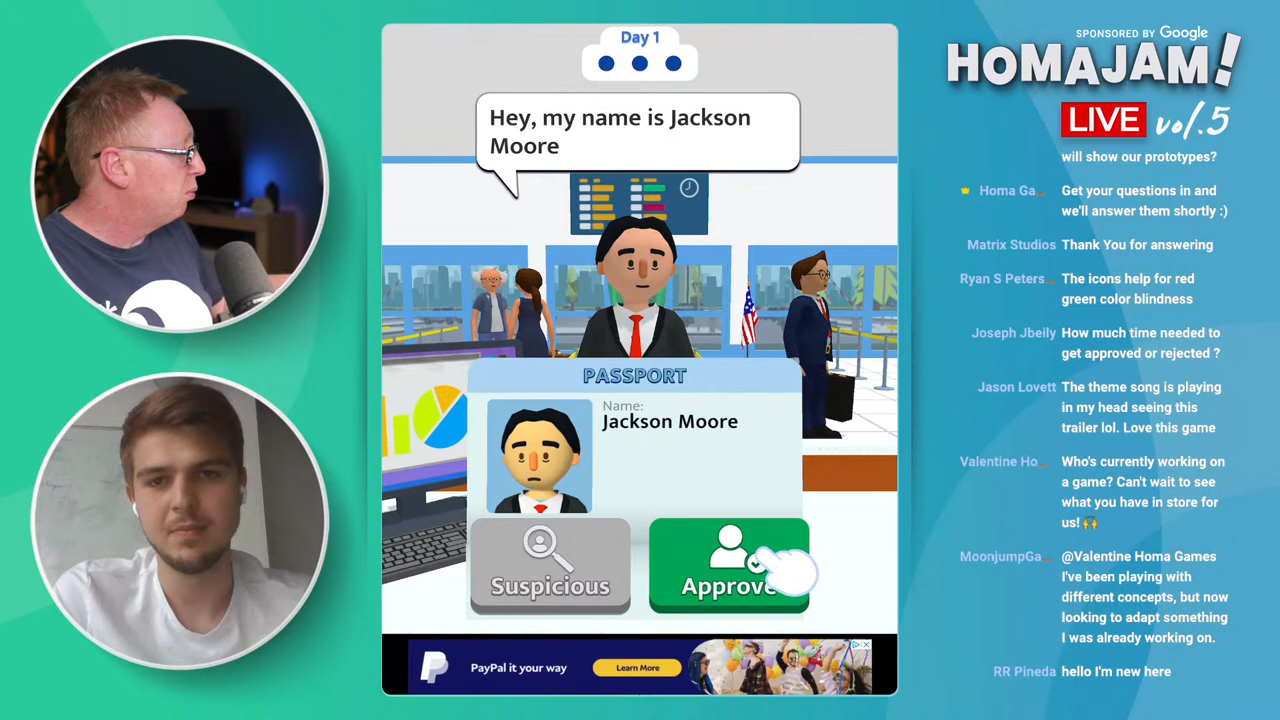 Day 1
Hey, my name is Jackson
Moore
PASSPORT
Name:
Jackson Moore
Suspicious
Approve
PayPal it your way
Learn More
SPONSORED BY Google
HOMAJAM!
LIVE vol.5
will show our prototypes?
Homa Ga… Get your questions in and
we'll answer them shortly :)
Matrix Studios Thank You for answering
Ryan S Peters… The icons help for red
green color blindness
Joseph Jbeily How much time needed to
get approved or rejected ?
Jason Lovett The theme song is playing
in my head seeing this
trailer lol. Love this game
Valentine Ho… Who's currently working on
a game? Can't wait to see
what you have in store for
us! 🙌
MoonjumpGa… @Valentine Homa Games
I've been playing with
different concepts, but now
looking to adapt something
I was already working on.
RR Pineda hello I'm new here